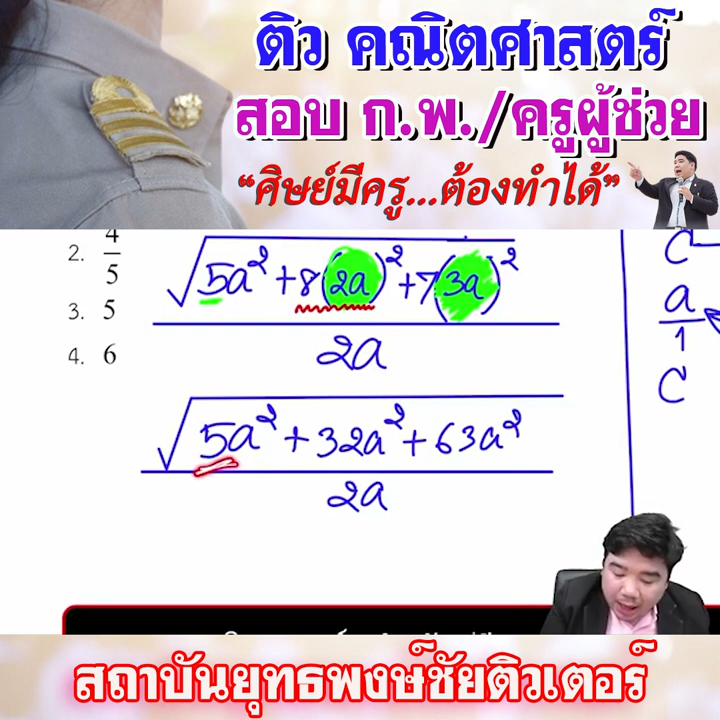 ติว คณิตศาสตร์
สอบ ก.พ./ครูผู้ช่วย
“ศิษย์มีครู...ต้องทำได้”
2. 4/5
3. 5
4. 6
√(5a² + 8(2a)² + 7(3a)²)
2a
√(5a² + 32a² + 63a²)
2a
C
a
1
C
สถาบันยุทธพงษ์ชัยติวเตอร์